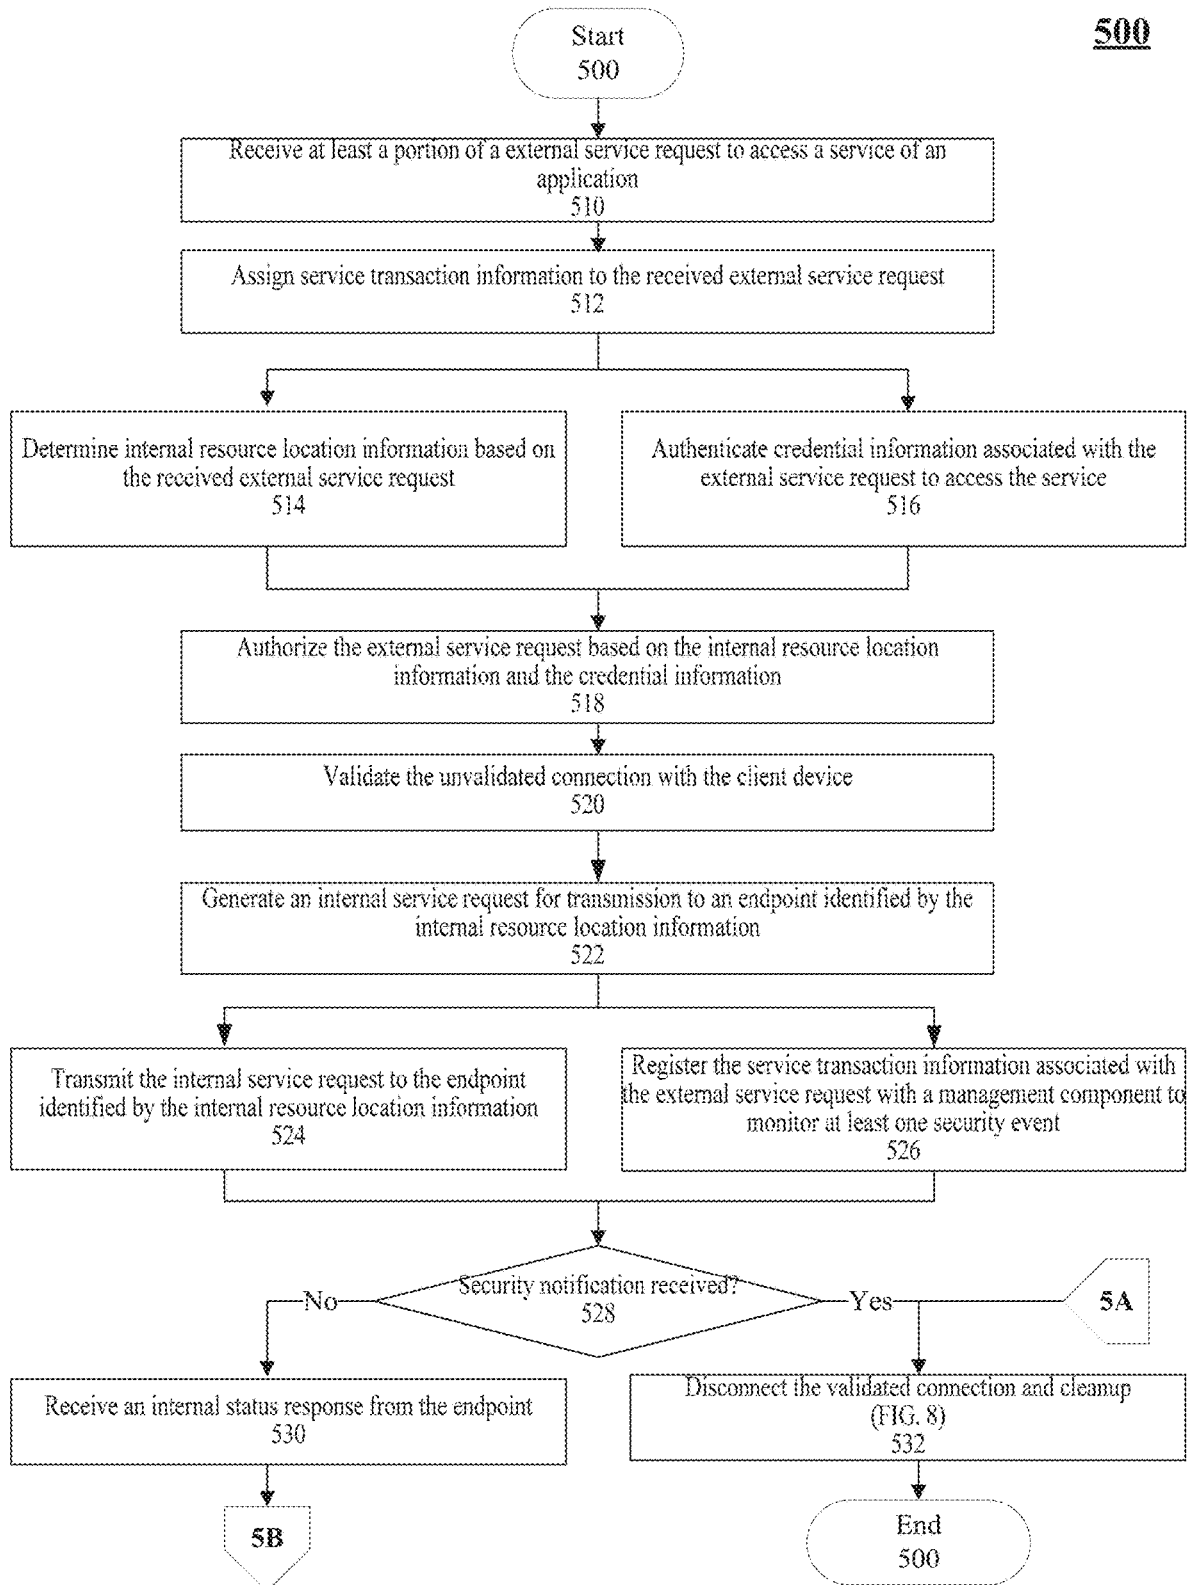 500
Start
500
Receive at least a portion of a external service request to access a service of an
application
510
Assign service transaction information to the received external service request
512
Determine internal resource location information based on
the received external service request
514
Authenticate credential information associated with the
external service request to access the service
516
Authorize the external service request based on the internal resource location
information and the credential information
518
Validate the unvalidated connection with the client device
520
Generate an internal service request for transmission to an endpoint identified by the
internal resource location information
522
Transmit the internal service request to the endpoint
identified by the internal resource location information
524
Register the service transaction information associated with
the external service request with a management component to
monitor at least one security event
526
Security notification received?
528
No
Yes
5A
Receive an internal status response from the endpoint
530
Disconnect the validated connection and cleanup
(FIG. 8)
532
5B
End
500